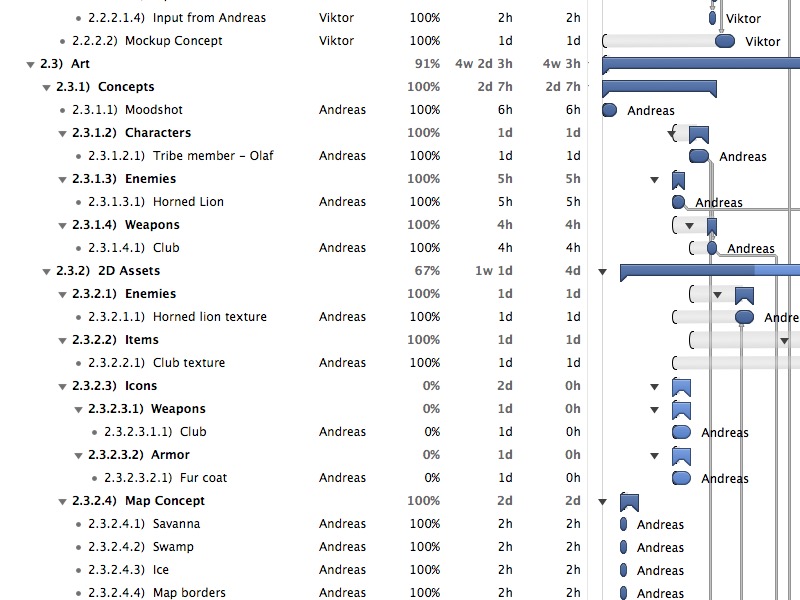 2.2.2.1.4) Input from Andreas Viktor 100% 2h 2h Viktor
2.2.2.2) Mockup Concept Viktor 100% 1d 1d Viktor
2.3) Art 91% 4w 2d 3h 4w 3h
2.3.1) Concepts 100% 2d 7h 2d 7h
2.3.1.1) Moodshot Andreas 100% 6h 6h Andreas
2.3.1.2) Characters 100% 1d 1d
2.3.1.2.1) Tribe member – Olaf Andreas 100% 1d 1d Andreas
2.3.1.3) Enemies 100% 5h 5h
2.3.1.3.1) Horned Lion Andreas 100% 5h 5h Andreas
2.3.1.4) Weapons 100% 4h 4h
2.3.1.4.1) Club Andreas 100% 4h 4h Andreas
2.3.2) 2D Assets 67% 1w 1d 4d
2.3.2.1) Enemies 100% 1d 1d
2.3.2.1.1) Horned lion texture Andreas 100% 1d 1d Andre
2.3.2.2) Items 100% 1d 1d
2.3.2.2.1) Club texture Andreas 100% 1d 1d
2.3.2.3) Icons 0% 2d 0h
2.3.2.3.1) Weapons 0% 1d 0h
2.3.2.3.1.1) Club Andreas 0% 1d 0h Andreas
2.3.2.3.2) Armor 0% 1d 0h
2.3.2.3.2.1) Fur coat Andreas 0% 1d 0h Andreas
2.3.2.4) Map Concept 100% 2d 2d
2.3.2.4.1) Savanna Andreas 100% 2h 2h Andreas
2.3.2.4.2) Swamp Andreas 100% 2h 2h Andreas
2.3.2.4.3) Ice Andreas 100% 2h 2h Andreas
2.3.2.4.4) Map borders Andreas 100% 2h 2h Andreas